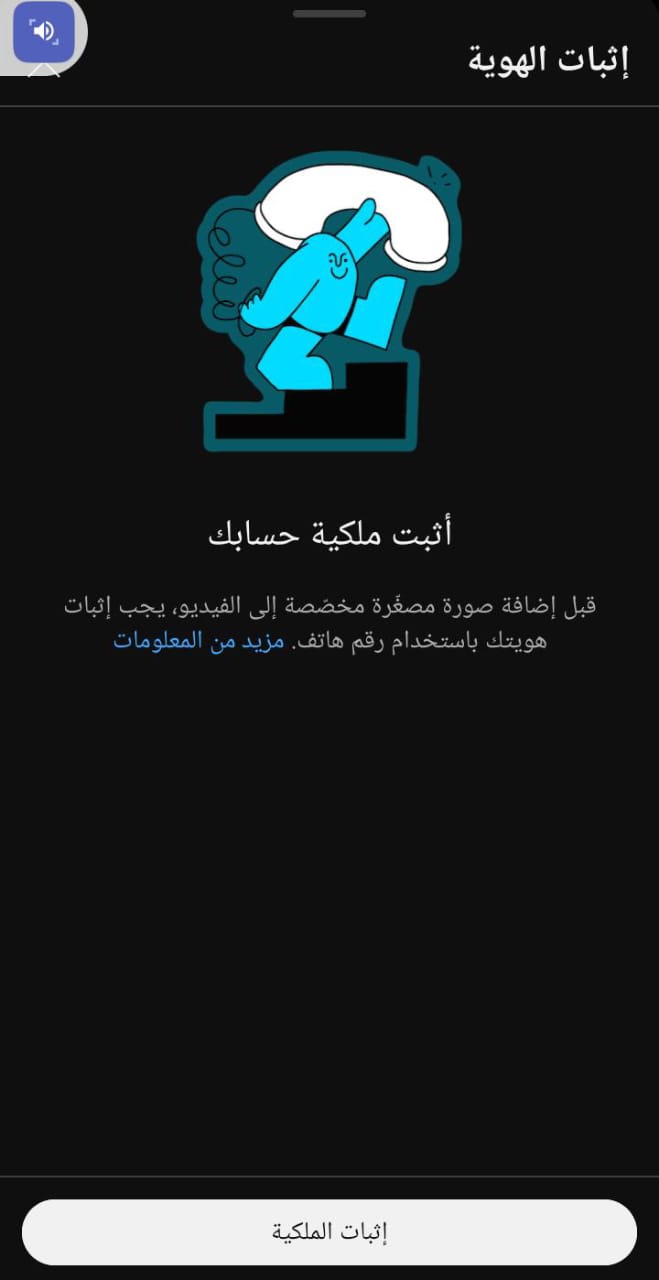 إثبات الهوية
أثبت ملكية حسابك
قبل إضافة صورة مصغّرة مخصّصة إلى الفيديو، يجب إثبات
هويتك باستخدام رقم هاتف. مزيد من المعلومات
إثبات الملكية